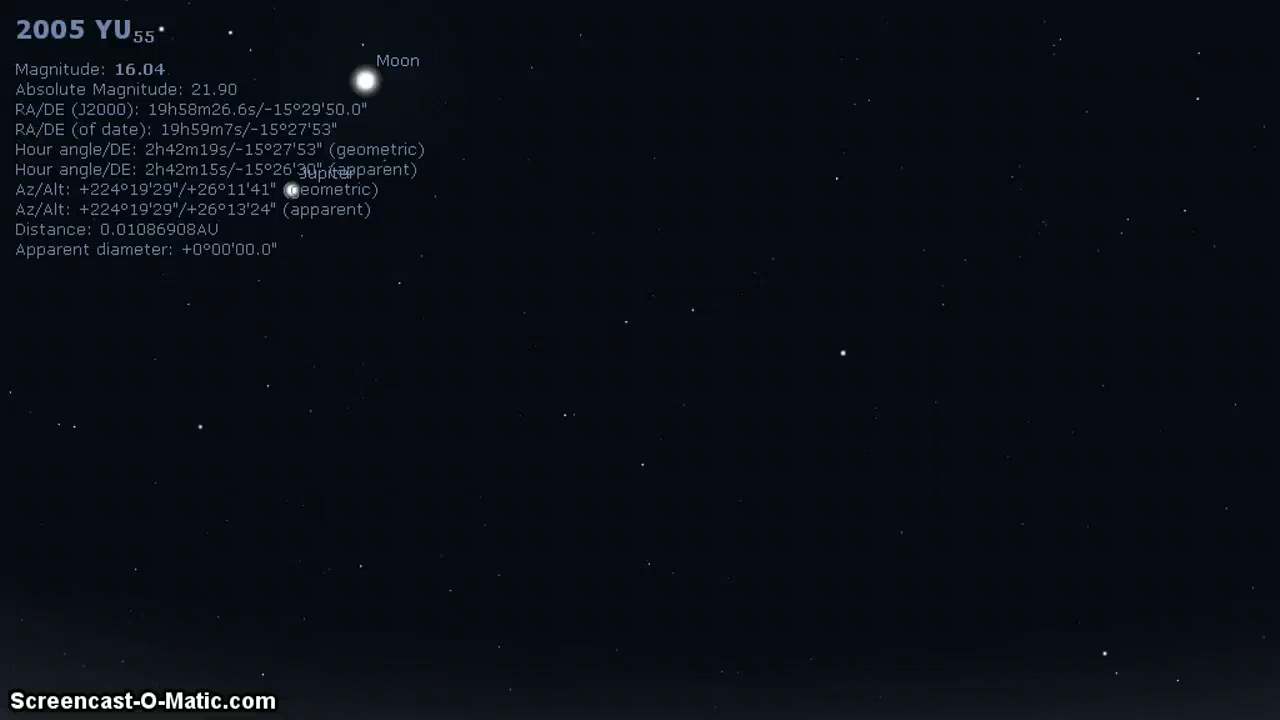 2005 YU55
Moon
Magnitude: 16.04
Absolute Magnitude: 21.90
RA/DE (J2000): 19h58m26.6s/-15°29'50.0"
RA/DE (of date): 19h59m7s/-15°27'53"
Hour angle/DE: 2h42m19s/-15°27'53" (geometric)
Hour angle/DE: 2h42m15s/-15°26'30" (apparent)
Jupiter
Az/Alt: +224°19'29"/+26°11'41" (geometric)
Az/Alt: +224°19'29"/+26°13'24" (apparent)
Distance: 0.01086908AU
Apparent diameter: +0°00'00.0"
Screencast-O-Matic.com